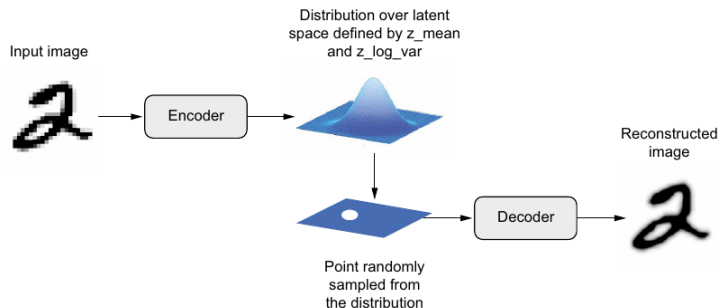 Input image
Encoder
Distribution over latent
space defined by z_mean
and z_log_var
Point randomly
sampled from
the distribution
Decoder
Reconstructed
image